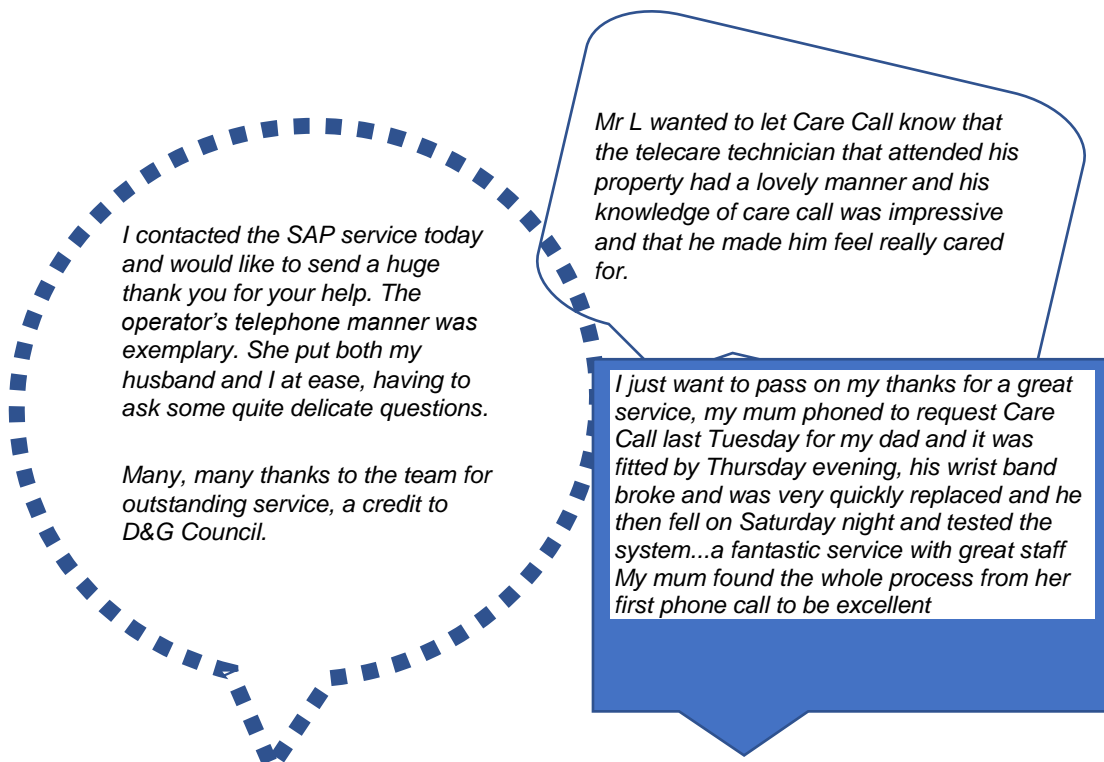 I contacted the SAP service today
and would like to send a huge
thank you for your help. The
operator’s telephone manner was
exemplary. She put both my
husband and I at ease, having to
ask some quite delicate questions.
Many, many thanks to the team for
outstanding service, a credit to
D&G Council.
Mr L wanted to let Care Call know that
the telecare technician that attended his
property had a lovely manner and his
knowledge of care call was impressive
and that he made him feel really cared
for.
I just want to pass on my thanks for a great
service, my mum phoned to request Care
Call last Tuesday for my dad and it was
fitted by Thursday evening, his wrist band
broke and was very quickly replaced and he
then fell on Saturday night and tested the
system...a fantastic service with great staff
My mum found the whole process from her
first phone call to be excellent